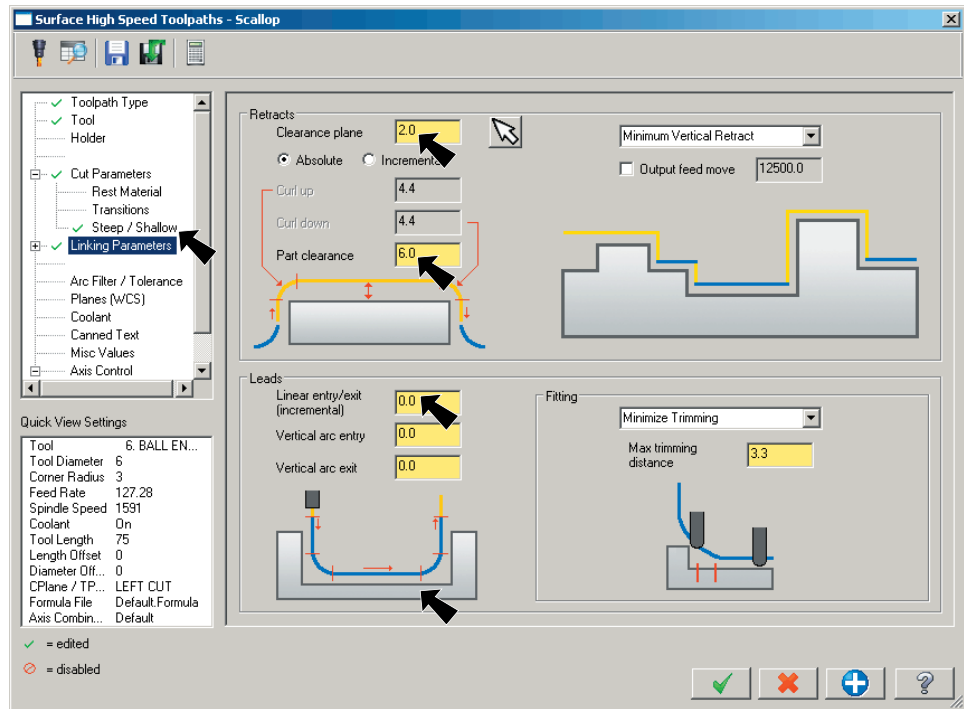 Surface High Speed Toolpaths - Scallop
Toolpath Type
Tool
Holder
Cut Parameters
Rest Material
Transitions
Steep / Shallow
Linking Parameters
Arc Filter / Tolerance
Planes (WCS)
Coolant
Canned Text
Misc Values
Axis Control
Quick View Settings
Tool 6. BALL EN...
Tool Diameter 6
Corner Radius 3
Feed Rate 127.28
Spindle Speed 1591
Coolant On
Tool Length 75
Length Offset 0
Diameter Off... 0
CPlane / TP... LEFT CUT
Formula File Default.Formula
Axis Combin... Default
= edited
= disabled
Retracts
Clearance plane 2.0
Absolute Incremental
Curl up 4.4
Curl down 4.4
Part clearance 6.0
Minimum Vertical Retract
Output feed move 12500.0
Leads
Linear entry/exit
(incremental) 0.0
Vertical arc entry 0.0
Vertical arc exit 0.0
Fitting
Minimize Trimming
Max trimming
distance 3.3